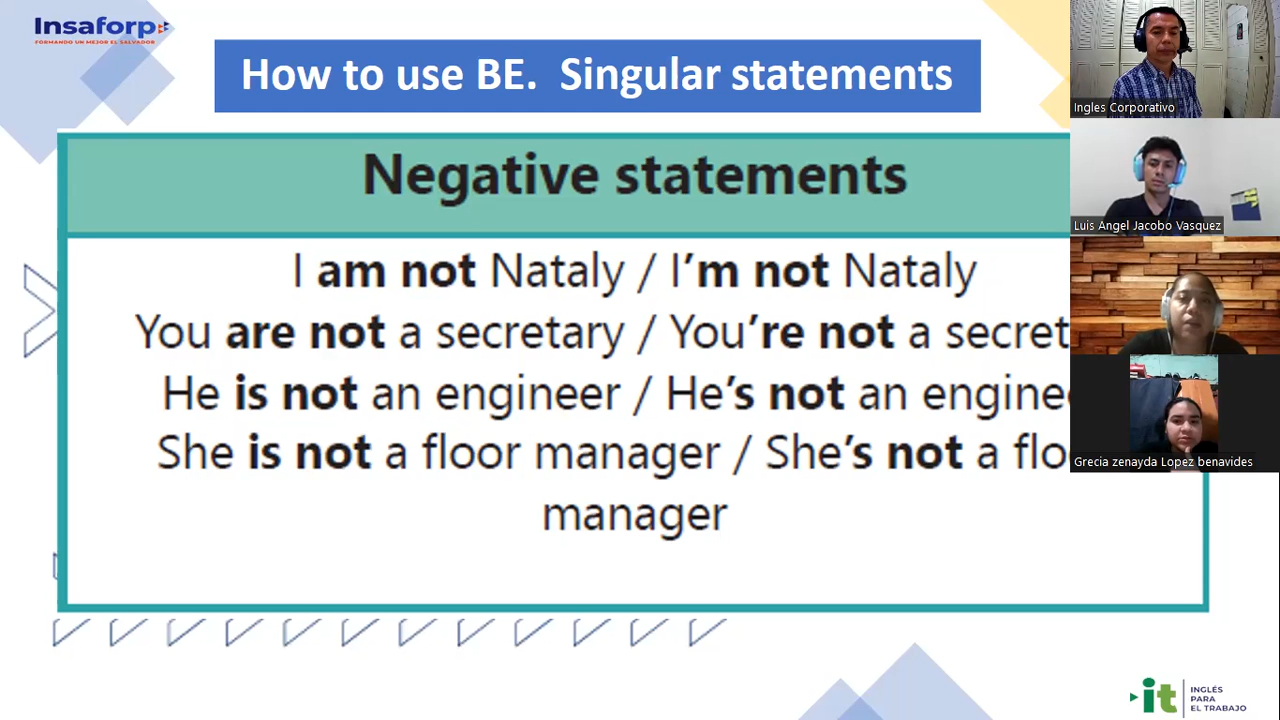 Insaforp
FORMANDO UN MEJOR EL SALVADOR
How to use BE. Singular statements
Negative statements
I am not Nataly / I'm not Nataly
You are not a secretary / You're not a secret
He is not an engineer / He's not an enginee
She is not a floor manager / She's not a flo
manager
Ingles Corporativo
Luis Angel Jacobo Vasquez
Grecia zenayda Lopez benavides
it
INGLÉS
PARA
EL TRABAJO